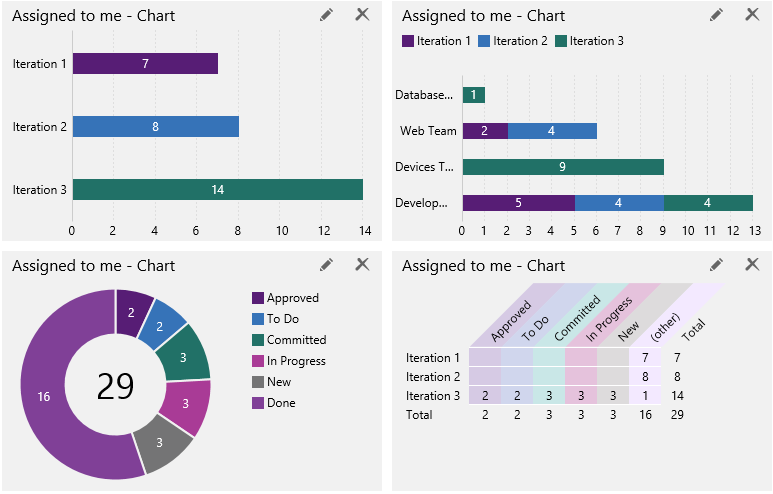 Assigned to me - Chart
Iteration 1
7
Iteration 2
8
Iteration 3
14
0 2 4 6 8 10 12 14
Assigned to me - Chart
Iteration 1 Iteration 2 Iteration 3
Database... 1
Web Team 2 4
Devices T... 9
Develop... 5 4 4
0 1 2 3 4 5 6 7 8 9 10 11 12 13
Assigned to me - Chart
2
2
3
3
3
16
29
Approved
To Do
Committed
In Progress
New
Done
Assigned to me - Chart
Approved To Do Committed In Progress New (other) Total
Iteration 1 7 7
Iteration 2 8 8
Iteration 3 2 2 3 3 3 1 14
Total 2 2 3 3 3 16 29